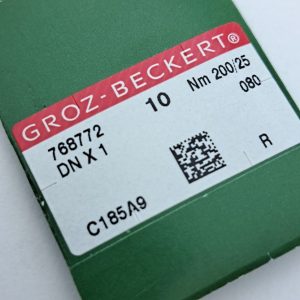 GROZ-BECKERT®
768772 10 Nm 200/25
DN X 1 080
C185A9 R